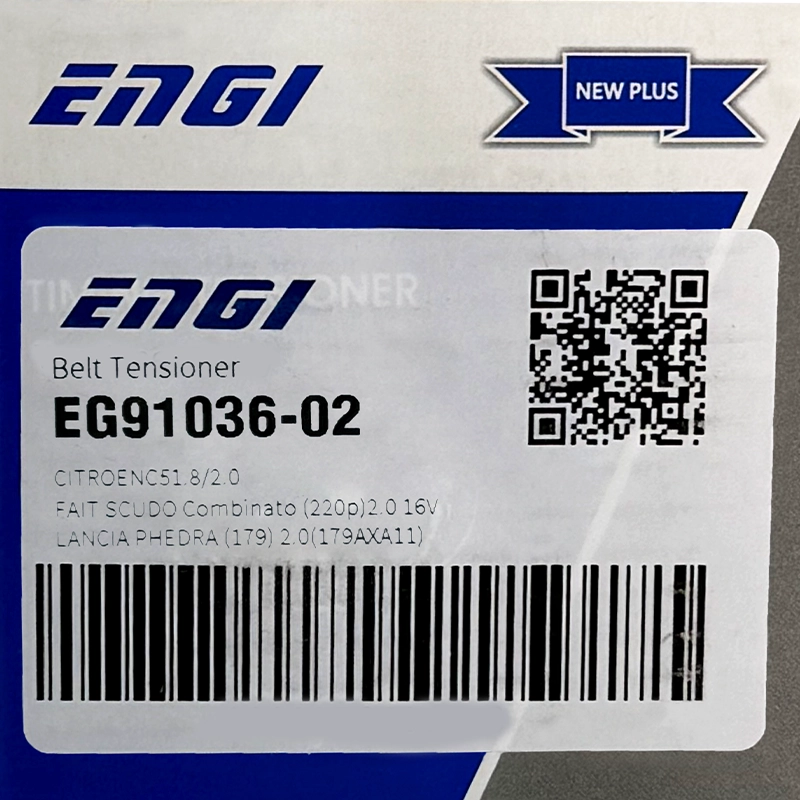 ENGI
NEW PLUS
ENGI
Belt Tensioner
EG91036-02
CITROENC51.8/2.0
FAIT SCUDO Combinato (220p)2.0 16V
LANCIA PHEDRA (179) 2.0(179AXA11)